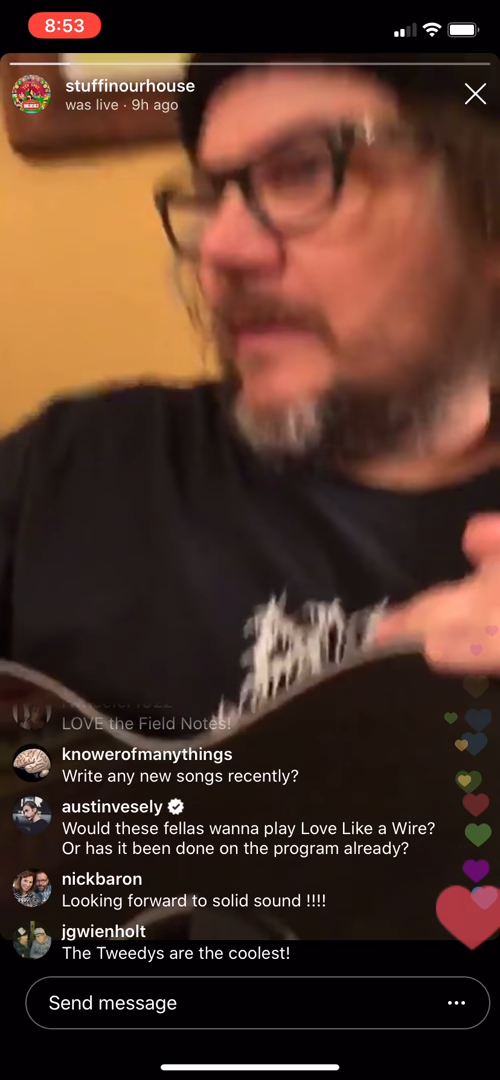 8:53
stuffinourhouse
was live · 9h ago
LOVE the Field Notes!
knowerofmanythings
Write any new songs recently?
austinvesely
Would these fellas wanna play Love Like a Wire?
Or has it been done on the program already?
nickbaron
Looking forward to solid sound !!!!
jgwienholt
The Tweedys are the coolest!
Send message